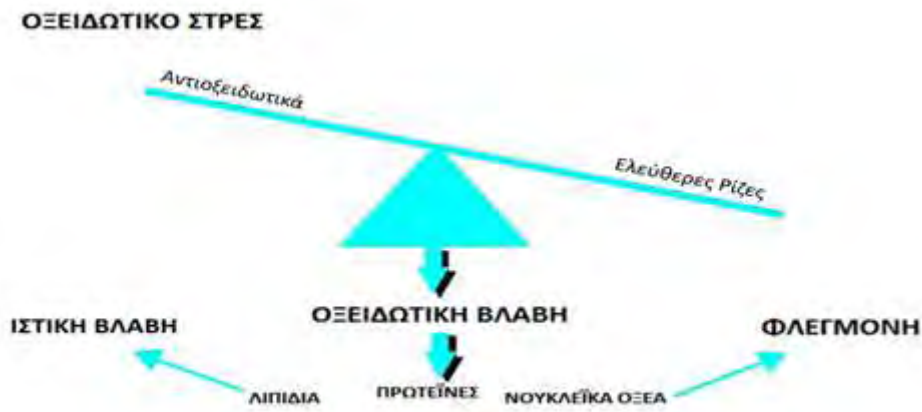 ΟΞΕΙΔΩΤΙΚΟ ΣΤΡΕΣ
Αντιοξειδωτικά
Ελεύθερες Ρίζες
ΙΣΤΙΚΗ ΒΛΑΒΗ
ΟΞΕΙΔΩΤΙΚΗ ΒΛΑΒΗ
ΦΛΕΓΜΟΝΗ
ΛΙΠΙΔΙΑ
ΠΡΩΤΕΪΝΕΣ
ΝΟΥΚΛΕΪΚΑ ΟΞΕΑ